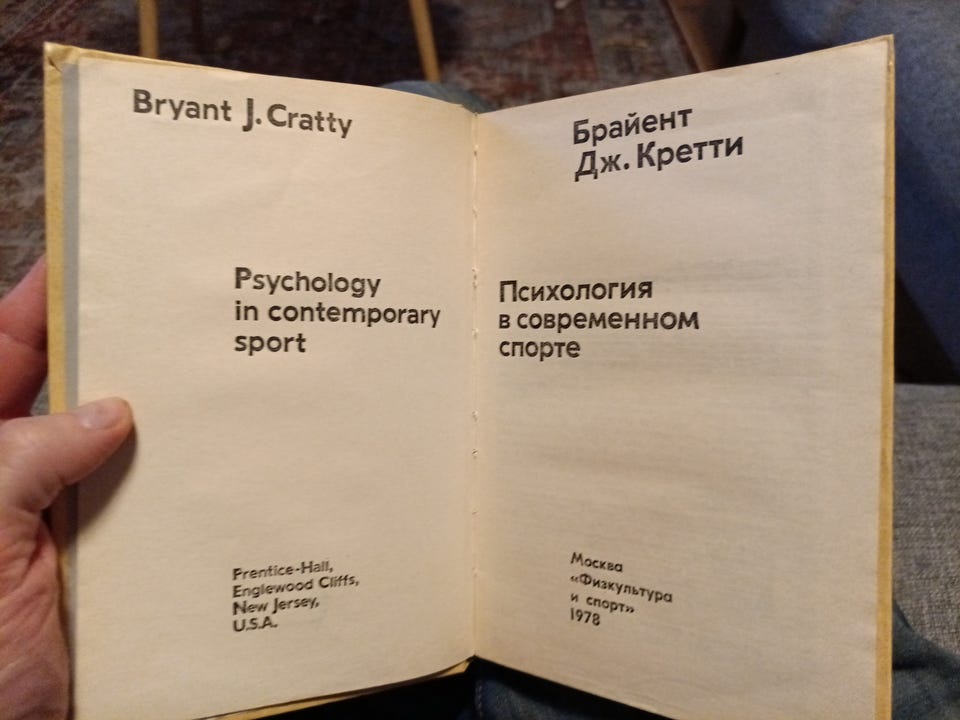 Bryant J. Cratty
Psychology
in contemporary
sport
Prentice-Hall,
Englewood Cliffs,
New Jersey,
U.S.A.
Брайент
Дж. Кретти
Психология
в современном
спорте
Москва
«Физкультура
и спорт»
1978